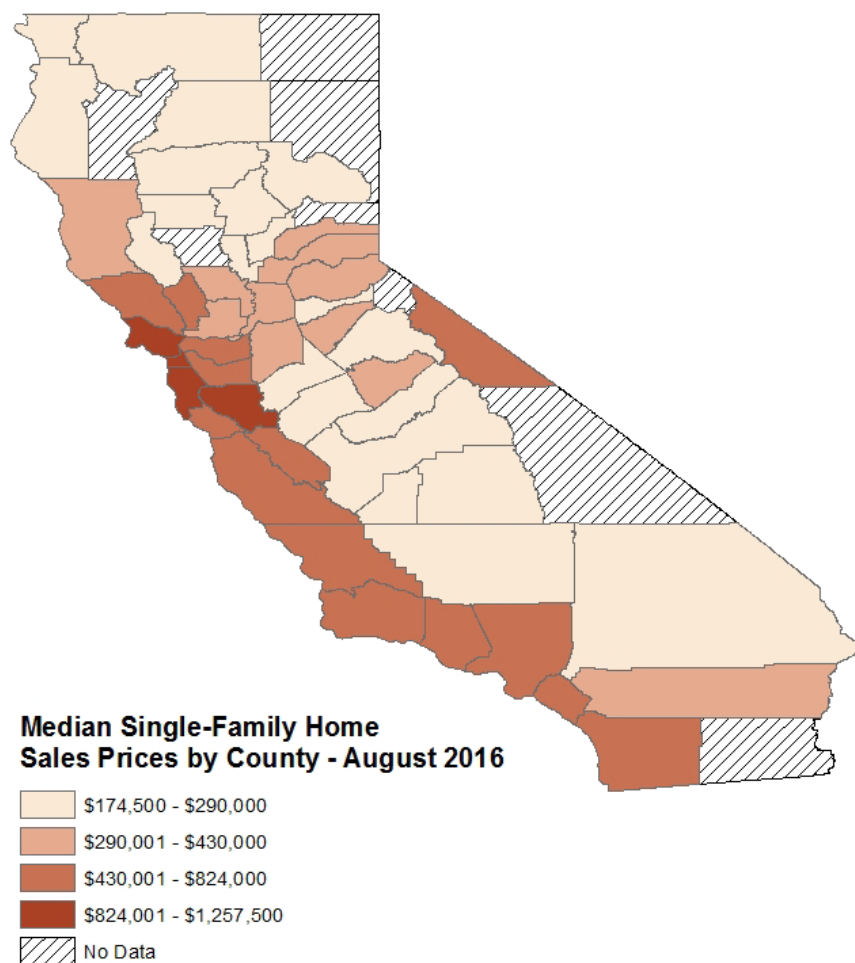 Median Single-Family Home
Sales Prices by County - August 2016
$174,500 - $290,000
$290,001 - $430,000
$430,001 - $824,000
$824,001 - $1,257,500
No Data